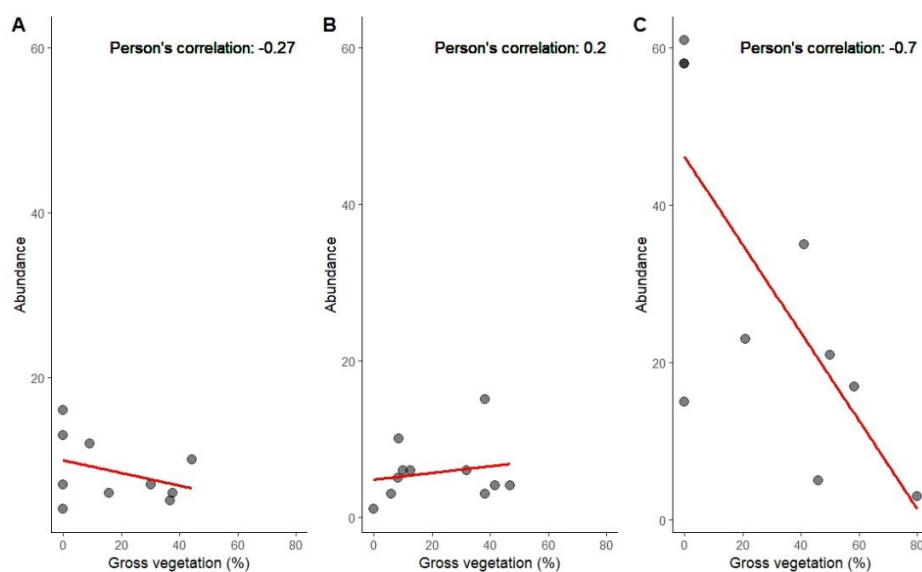 A
Person's correlation: -0.27
60
40
20
Abundance
0 20 40 60 80
Gross vegetation (%)
B
Person's correlation: 0.2
60
40
20
0
Abundance
0 20 40 60 80
Gross vegetation (%)
C
Person's correlation: -0.7
60
40
20
0
Abundance
0 20 40 60 80
Gross vegetation (%)